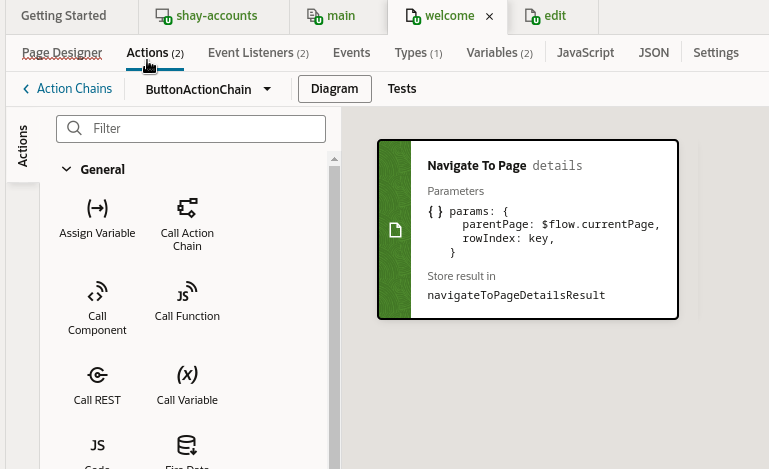 Getting Started
shay-accounts
main
welcome
edit
Page Designer
Actions (2)
Event Listeners (2)
Events
Types (1)
Variables (2)
JavaScript
JSON
Settings
Action Chains
ButtonActionChain
Diagram
Tests
Actions
Filter
General
Assign Variable
Call Action
Chain
Call
Component
JS
Call Function
Call REST
(x)
Call Variable
JS
Navigate To Page details
Parameters
{ } params: {
parentPage: $flow.currentPage,
rowIndex: key,
}
Store result in
navigateToPageDetailsResult